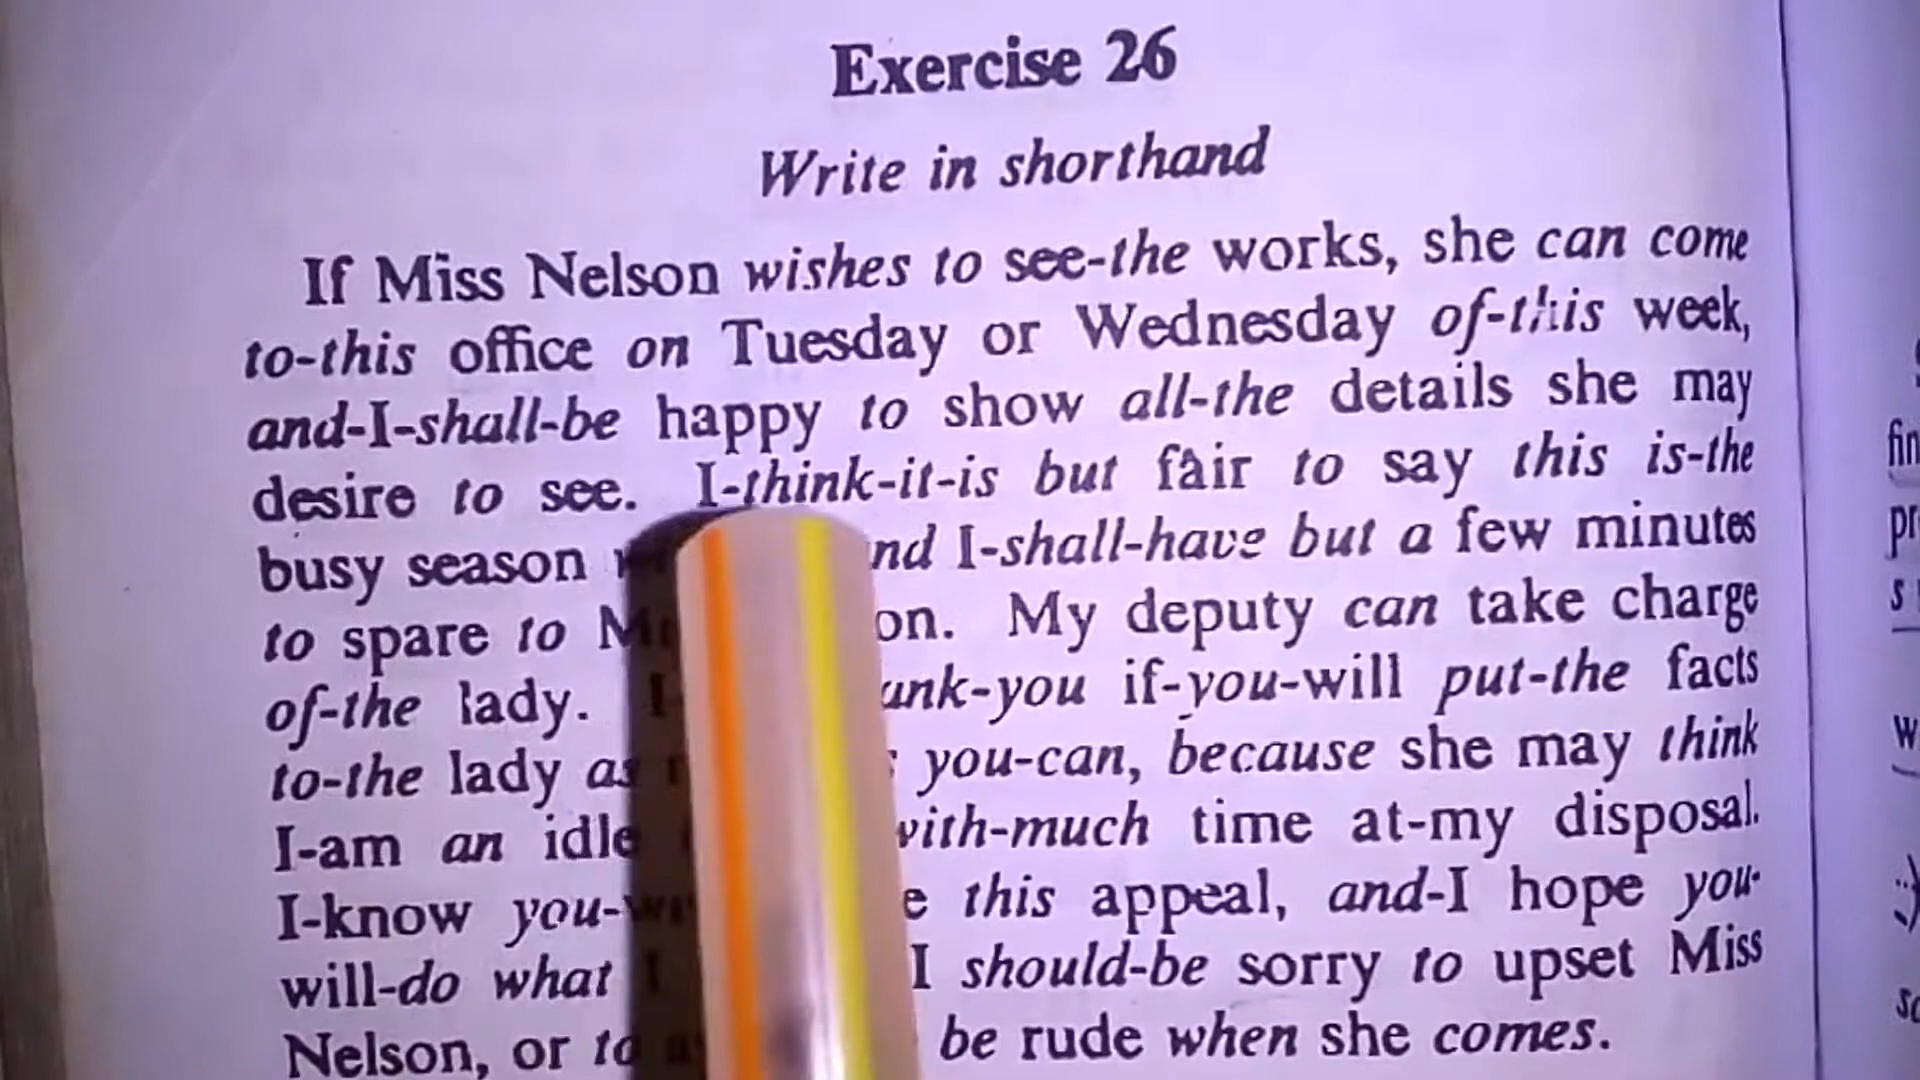 Exercise 26
Write in shorthand
If Miss Nelson wishes to see-the works, she can come
to-this office on Tuesday or Wednesday of-this week,
and-I-shall-be happy to show all-the details she may
desire to see. I-think-it-is but fair to say this is-the
busy season I-shall-have but a few minutes
to spare to My deputy can take charge
of-the lady. if-you-will put-the facts
to-the lady as you-can, because she may think
I-am an idle with-much time at-my disposal.
I-know this appeal, and-I hope you-
will-do what I I should-be sorry to upset Miss
Nelson, or to be rude when she comes.